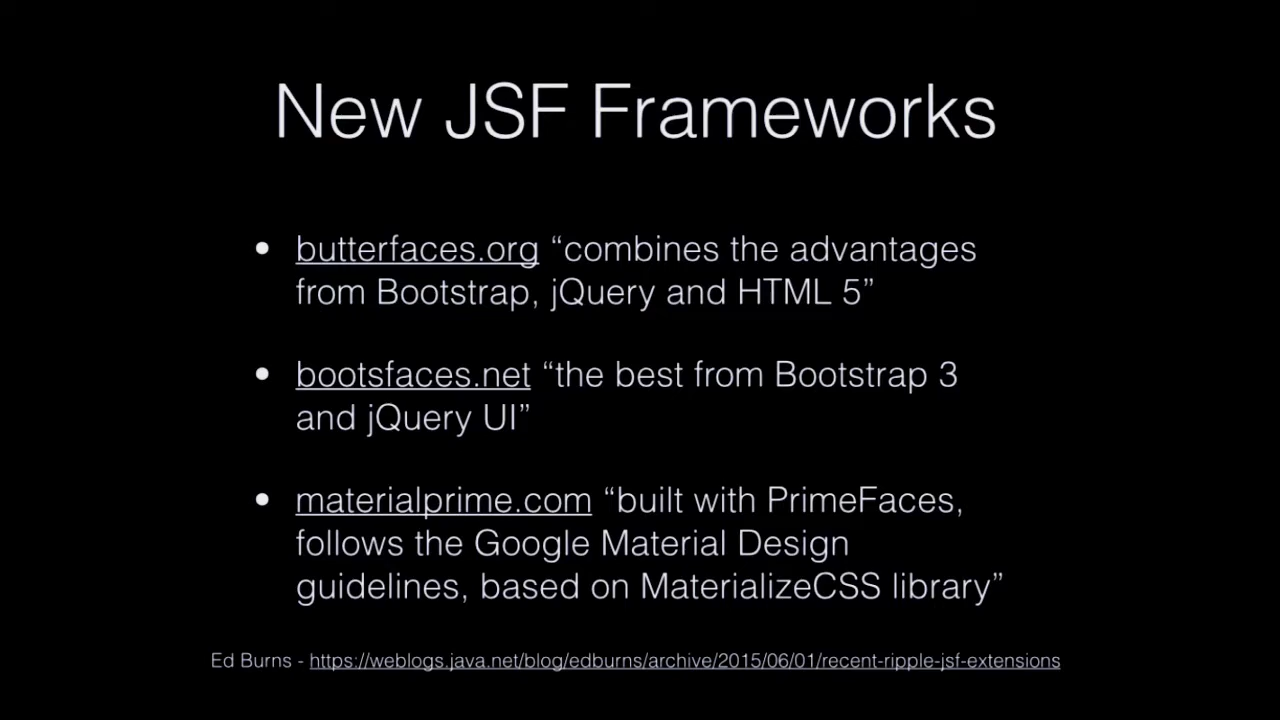 New JSF Frameworks
• butterfaces.org “combines the advantages
from Bootstrap, jQuery and HTML 5”
• bootsfaces.net “the best from Bootstrap 3
and jQuery UI”
• materialprime.com “built with PrimeFaces,
follows the Google Material Design
guidelines, based on MaterializeCSS library”
Ed Burns - https://weblogs.java.net/blog/edburns/archive/2015/06/01/recent-ripple-jsf-extensions